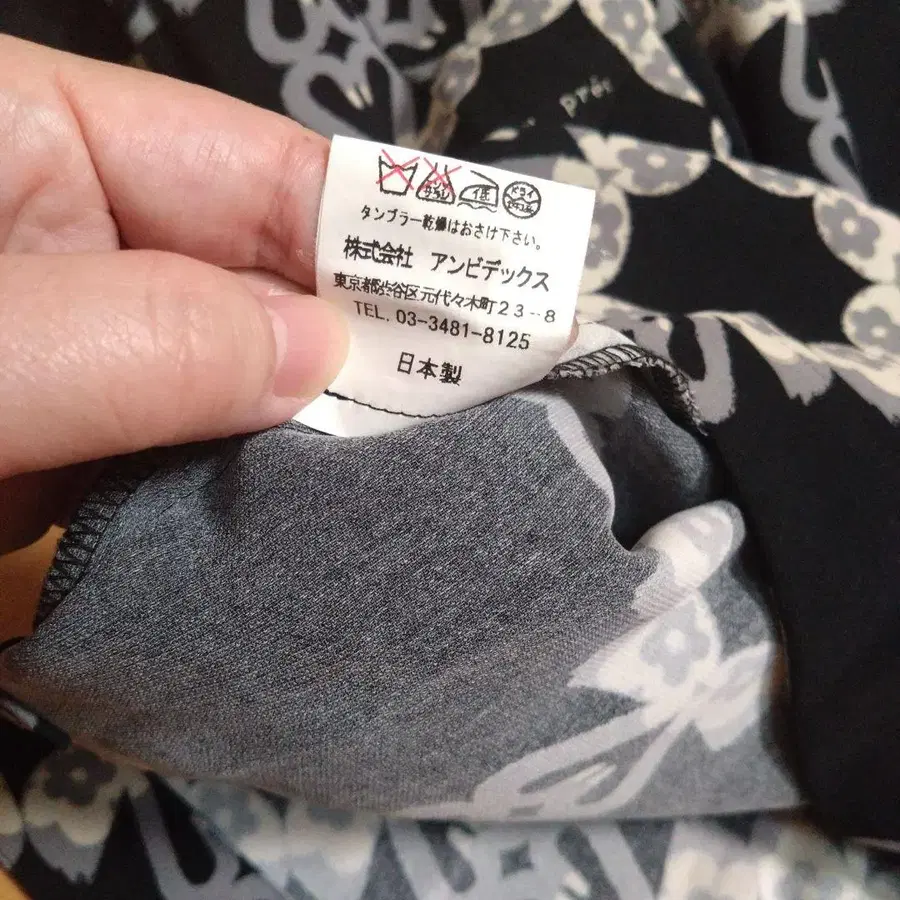 タンブラー乾燥はおさけ下さい。
株式会社 アンビデックス
東京都渋谷区元代々木町23-8
TEL. 03-3481-8125
日本製